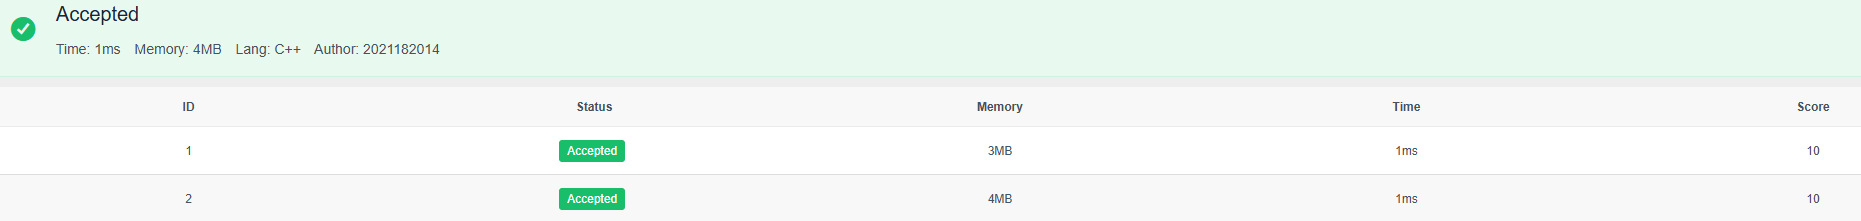 Accepted
Time: 1ms Memory: 4MB Lang: C++ Author: 2021182014
ID Status Memory Time Score
1 Accepted 3MB 1ms 10
2 Accepted 4MB 1ms 10